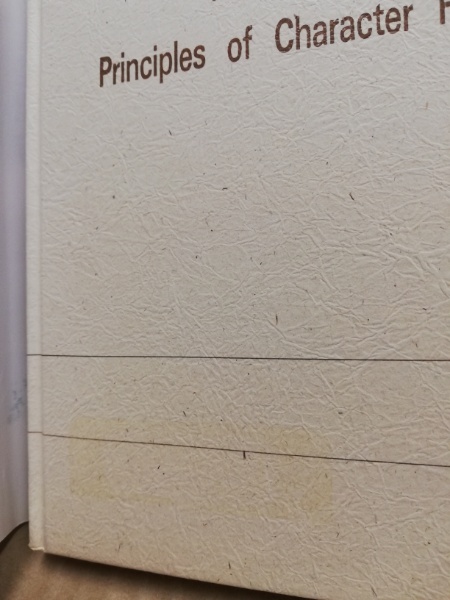 Principles of Character